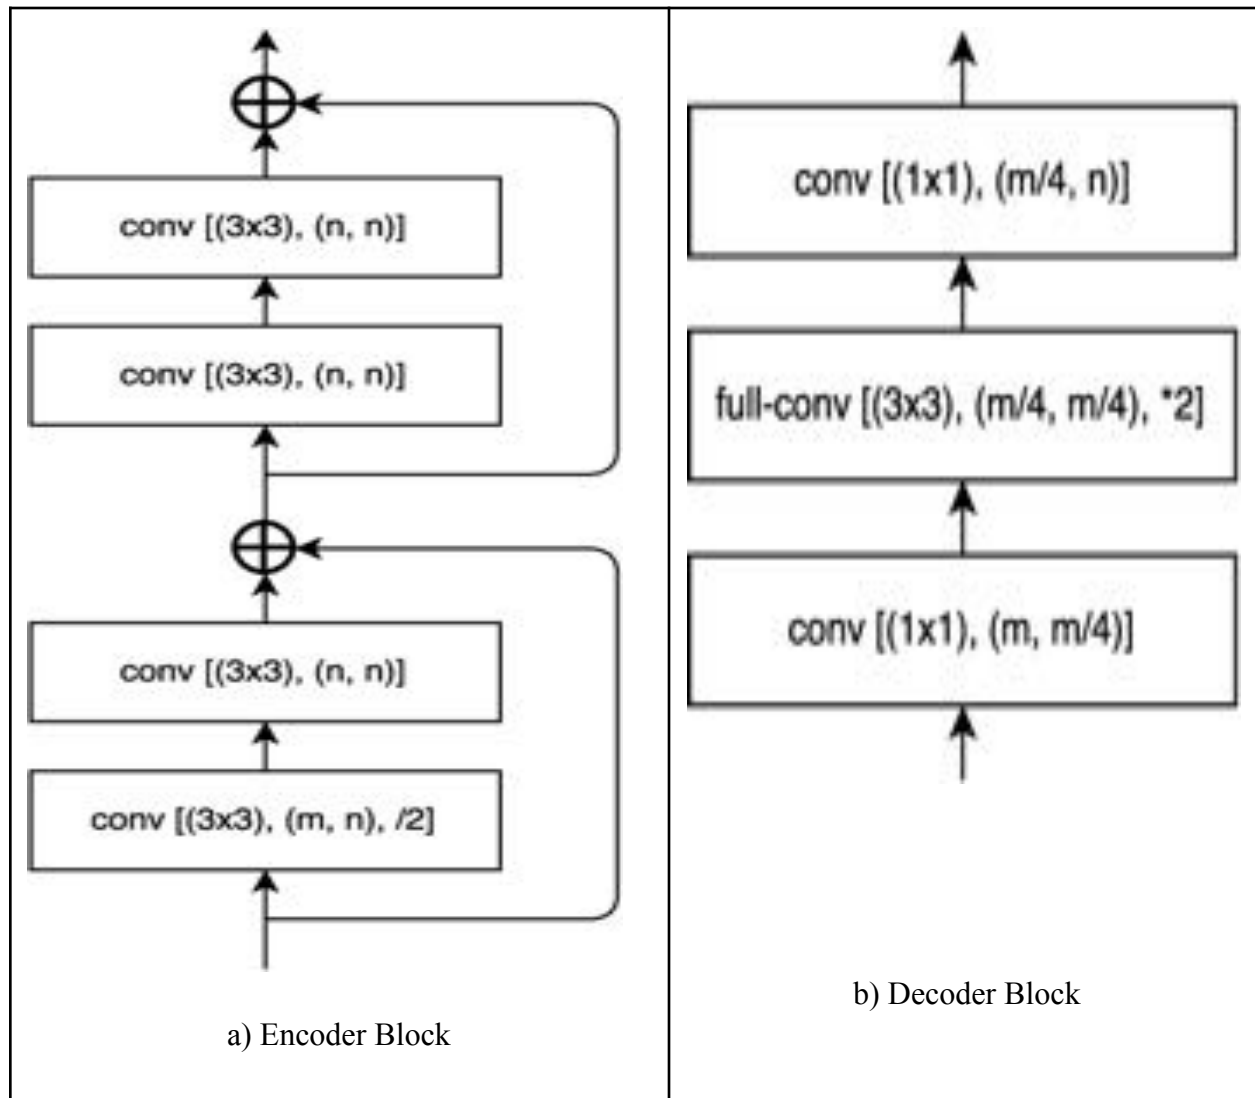 conv [(3x3), (n, n)]
conv [(3x3), (n, n)]
conv [(3x3), (n, n)]
conv [(3x3), (m, n), /2]
a) Encoder Block
conv [(1x1), (m/4, n)]
full-conv [(3x3), (m/4, m/4), *2]
conv [(1x1), (m, m/4)]
b) Decoder Block